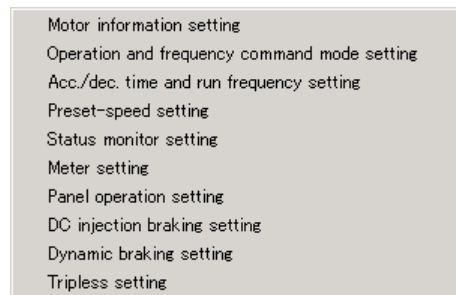 Motor information setting
Operation and frequency command mode setting
Acc./dec. time and run frequency setting
Preset-speed setting
Status monitor setting
Meter setting
Panel operation setting
DC injection braking setting
Dynamic braking setting
Tripless setting